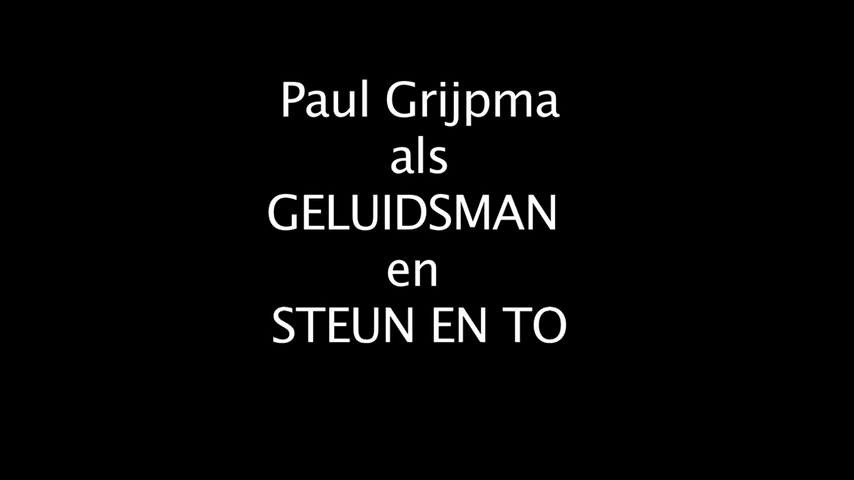 Paul Grijpma
als
GELUIDSMAN
en
STEUN EN TO